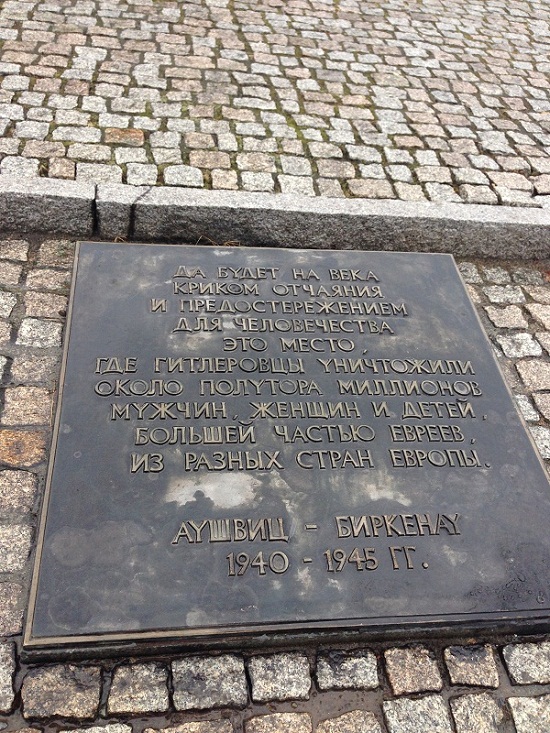 ДА БУДЕТ НА ВЕКА
КРИКОМ ОТЧАЯНИЯ
И ПРЕДОСТЕРЕЖЕНИЕМ
ДЛЯ ЧЕЛОВЕЧЕСТВА
ЭТО МЕСТО,
ГДЕ ГИТЛЕРОВЦЫ УНИЧТОЖИЛИ
ОКОЛО ПОЛУТОРА МИЛЛИОНОВ
МУЖЧИН, ЖЕНЩИН И ДЕТЕЙ,
БОЛЬШЕЙ ЧАСТЬЮ ЕВРЕЕВ,
ИЗ РАЗНЫХ СТРАН ЕВРОПЫ.
АУШВИЦ - БИРКЕНАУ
1940 - 1945 ГГ.